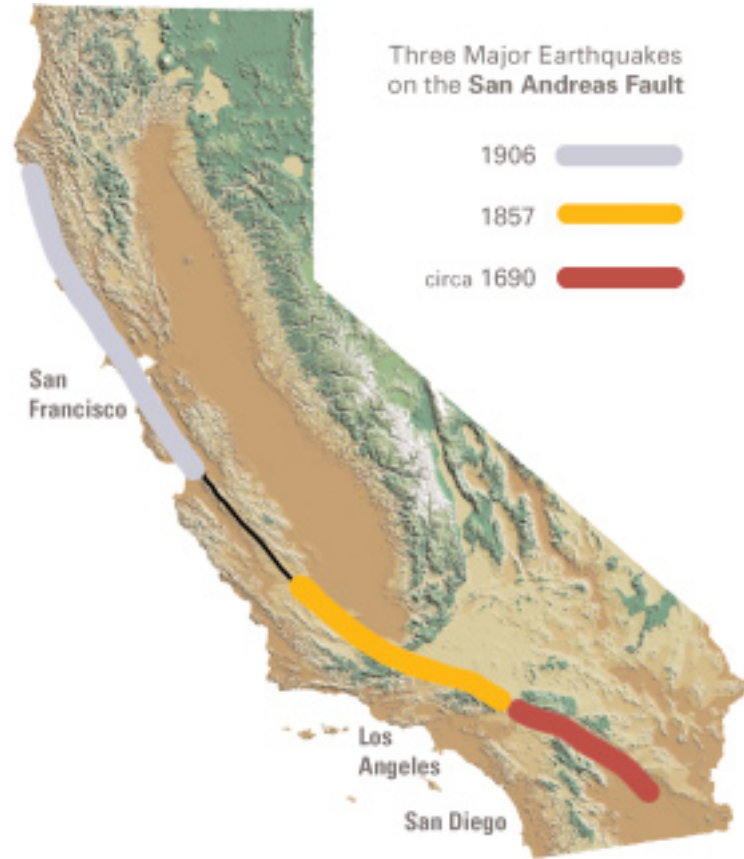 Three Major Earthquakes
on the San Andreas Fault
1906
1857
circa 1690
San
Francisco
Los
Angeles
San Diego